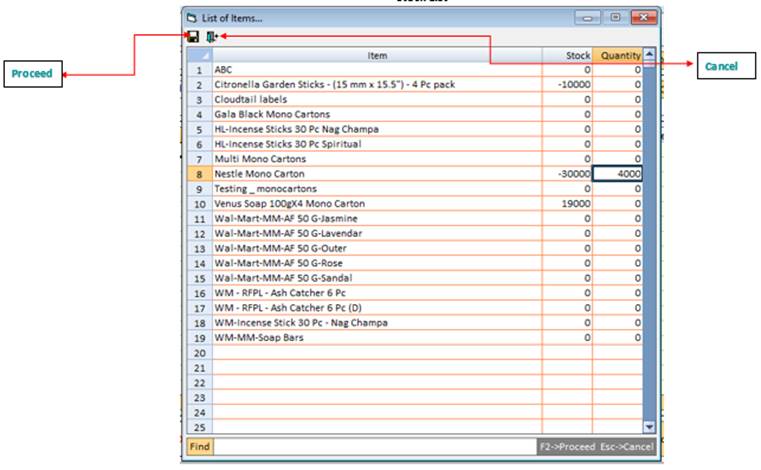 List of Items...
Proceed
Cancel
Item Stock Quantity
1 ABC 0 0
2 Citronella Garden Sticks - (15 mm x 15.5") - 4 Pc pack -10000 0
3 Cloudtail labels 0 0
4 Gala Black Mono Cartons 0 0
5 HL-Incense Sticks 30 Pc Nag Champa 0 0
6 HL-Incense Sticks 30 Pc Spiritual 0 0
7 Multi Mono Cartons 0 0
8 Nestle Mono Carton -30000 4000
9 Testing _ monocartons 0 0
10 Venus Soap 100gX4 Mono Carton 19000 0
11 Wal-Mart-MM-AF 50 G-Jasmine 0 0
12 Wal-Mart-MM-AF 50 G-Lavendar 0 0
13 Wal-Mart-MM-AF 50 G-Outer 0 0
14 Wal-Mart-MM-AF 50 G-Rose 0 0
15 Wal-Mart-MM-AF 50 G-Sandal 0 0
16 WM - RFPL - Ash Catcher 6 Pc 0 0
17 WM - RFPL - Ash Catcher 6 Pc (D) 0 0
18 WM-Incense Stick 30 Pc - Nag Champa 0 0
19 WM-MM-Soap Bars 0 0
20
21
22
23
24
25
Find F2->Proceed Esc->Cancel